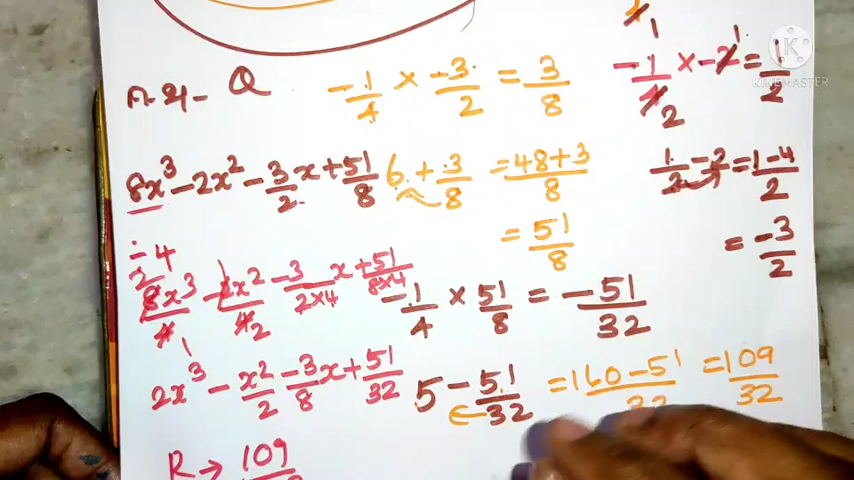 -1/4 × -3/2 = 3/8
-1/4 × -2 = 1/2
KINEMASTER
8x³ - 2x² - 3/2 x + 51/8
6 + 3/8 = 48+3/8
= 51/8
1/2 - 2 = 1-4/2
= -3/2
÷ 4
8x³/4 - 2x²/4 - 3/2×4 x + 51/8×4
-1/4 × 51/8 = -51/32
2x³ - x²/2 - 3/8 x + 51/32
5 - 51/32 = 160-51/32 = 109/32
R → 109